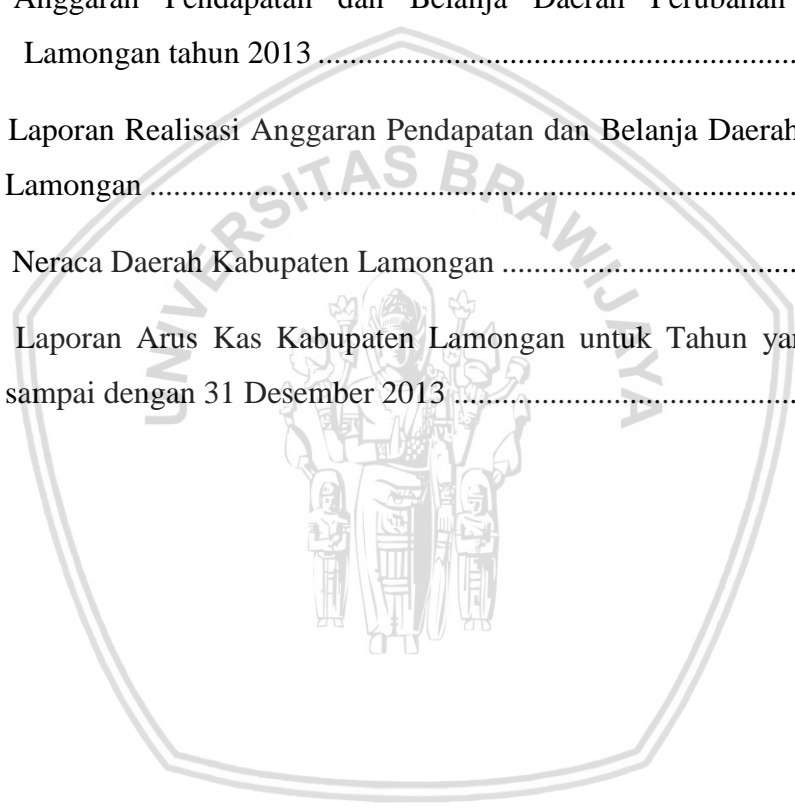 Anggaran Pendapatan dan Belanja Daerah Perubahan
Lamongan tahun 2013 ............................................................
Laporan Realisasi Anggaran Pendapatan dan Belanja Daerah
Lamongan .................................................................................
Neraca Daerah Kabupaten Lamongan .....................................
Laporan Arus Kas Kabupaten Lamongan untuk Tahun
sampai dengan 31 Desember 2013 ...........................................
UNIVERSITAS BRAWIJAYA